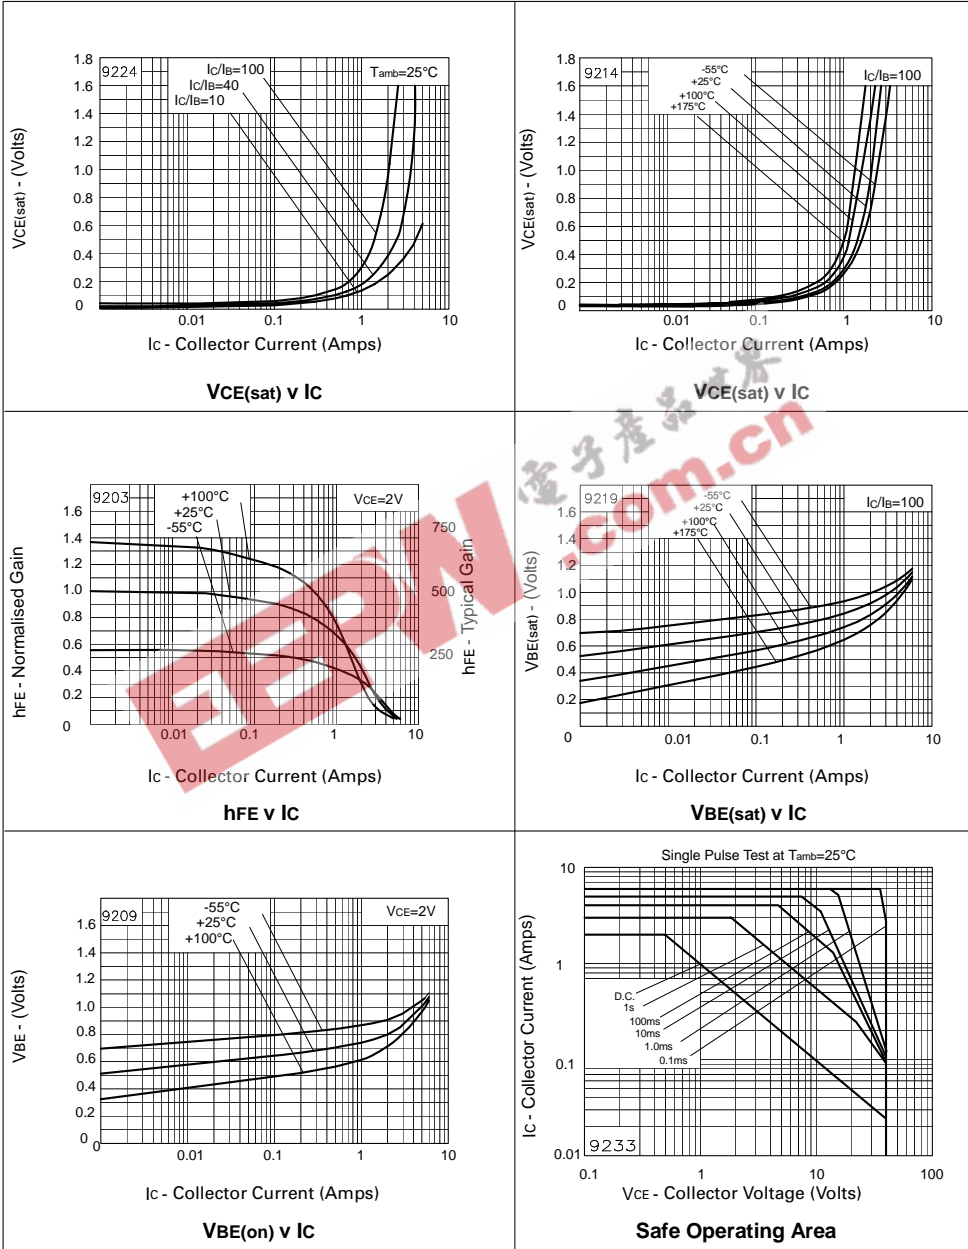 9224
IC/IB=100
IC/IB=40
IC/IB=10
Tamb=25°C
1.8
1.6
1.4
1.2
1.0
0.8
0.6
0.4
0.2
0
0.01
0.1
1
10
VCE(sat) - (Volts)
IC - Collector Current (Amps)
VCE(sat) v IC
9214
-55°C
+25°C
+100°C
+175°C
IC/IB=100
1.8
1.6
1.4
1.2
1.0
0.8
0.6
0.4
0.2
0
0.01
0.1
1
10
VCE(sat) - (Volts)
IC - Collector Current (Amps)
VCE(sat) v IC
電子產品世界
EEPW.com.cn
9203
+100°C
+25°C
-55°C
VCE=2V
1.6
1.4
1.2
1.0
0.8
0.6
0.4
0.2
0
750
500
250
0.01
0.1
1
10
hFE - Normalised Gain
hFE - Typical Gain
IC - Collector Current (Amps)
hFE v IC
9219
-55°C
+25°C
+100°C
+175°C
IC/IB=100
1.6
1.4
1.2
1.0
0.8
0.6
0.4
0.2
0
0.01
0.1
1
10
VBE(sat) - (Volts)
IC - Collector Current (Amps)
VBE(sat) v IC
9209
-55°C
+25°C
+100°C
VCE=2V
1.6
1.4
1.2
1.0
0.8
0.6
0.4
0.2
0
0
0.01
0.1
1
10
VBE - (Volts)
IC - Collector Current (Amps)
VBE(on) v IC
Single Pulse Test at Tamb=25°C
10
1
0.1
0.01
D.C.
1s
100ms
10ms
1.0ms
0.1ms
9233
0.1
1
10
100
IC - Collector Current (Amps)
VCE - Collector Voltage (Volts)
Safe Operating Area